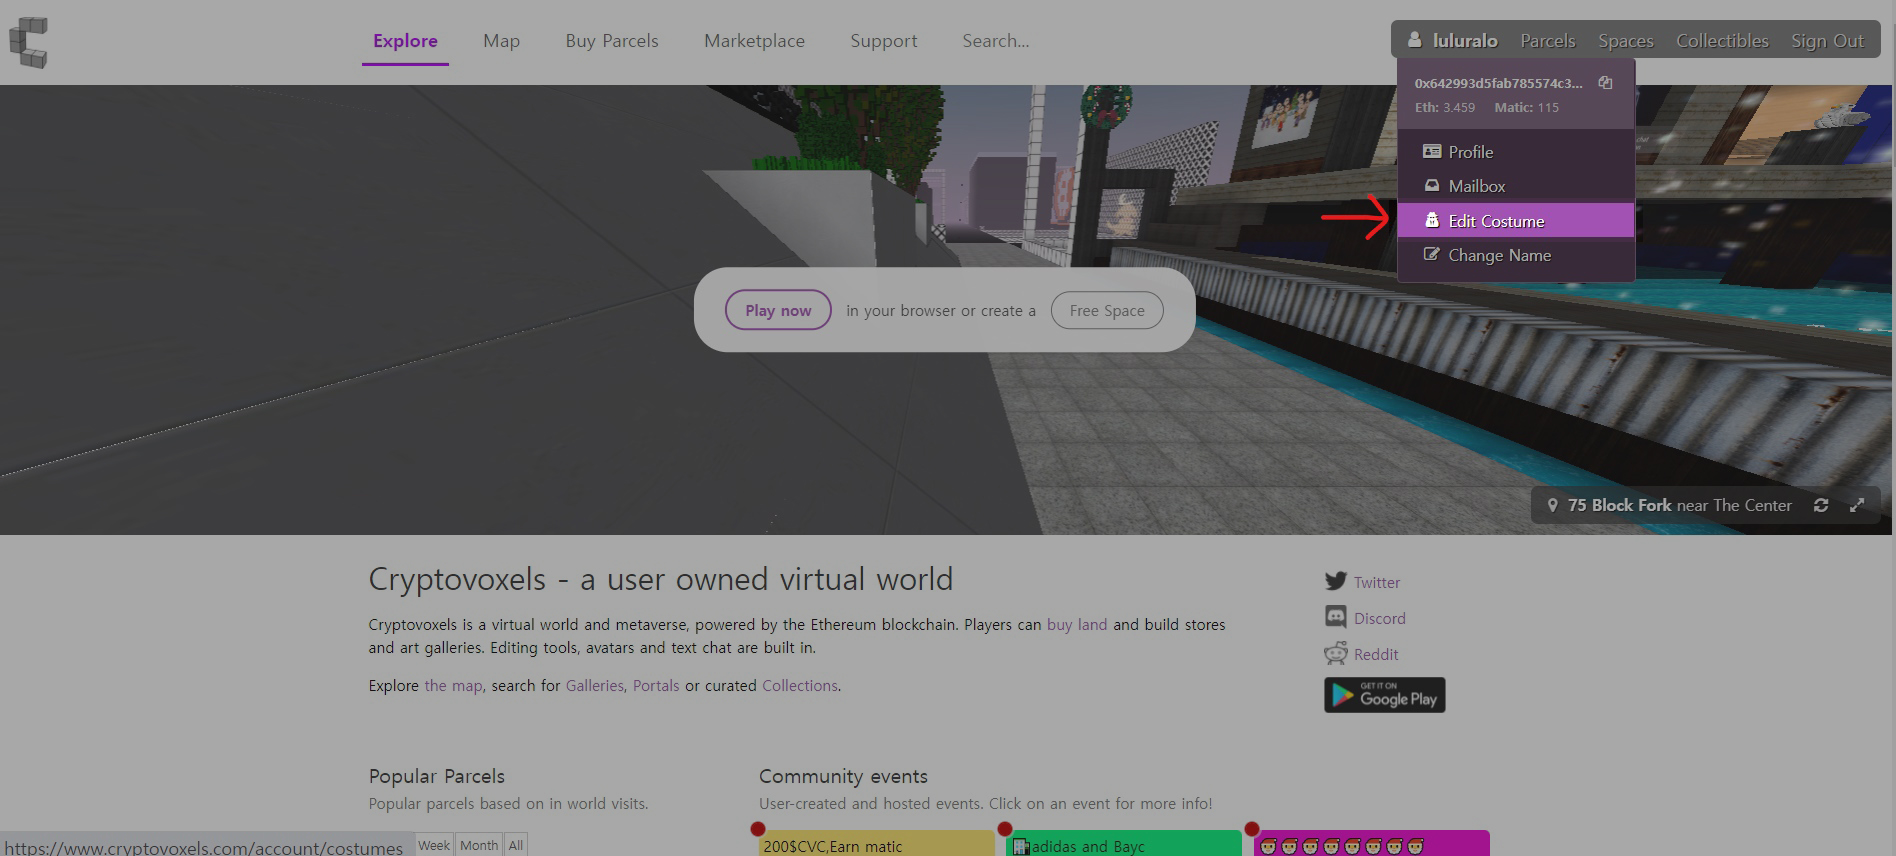 Explore Map Buy Parcels Marketplace Support Search... luluralo Parcels Spaces Collectibles Sign Out
0x642993d5fab785574c3...
Eth: 3.459 Matic: 115
Profile
Mailbox
Edit Costume
Change Name
Play now in your browser or create a Free Space
75 Block Fork near The Center
Cryptovoxels - a user owned virtual world
Cryptovoxels is a virtual world and metaverse, powered by the Ethereum blockchain. Players can buy land and build stores
and art galleries. Editing tools, avatars and text chat are built in.
Explore the map, search for Galleries, Portals or curated Collections.
Twitter
Discord
Reddit
GET IT ON
Google Play
Popular Parcels
Popular parcels based on in world visits.
Week Month All
Community events
User-created and hosted events. Click on an event for more info!
200$CVC,Earn matic
adidas and Bayc
https://www.cryptovoxels.com/account/costumes